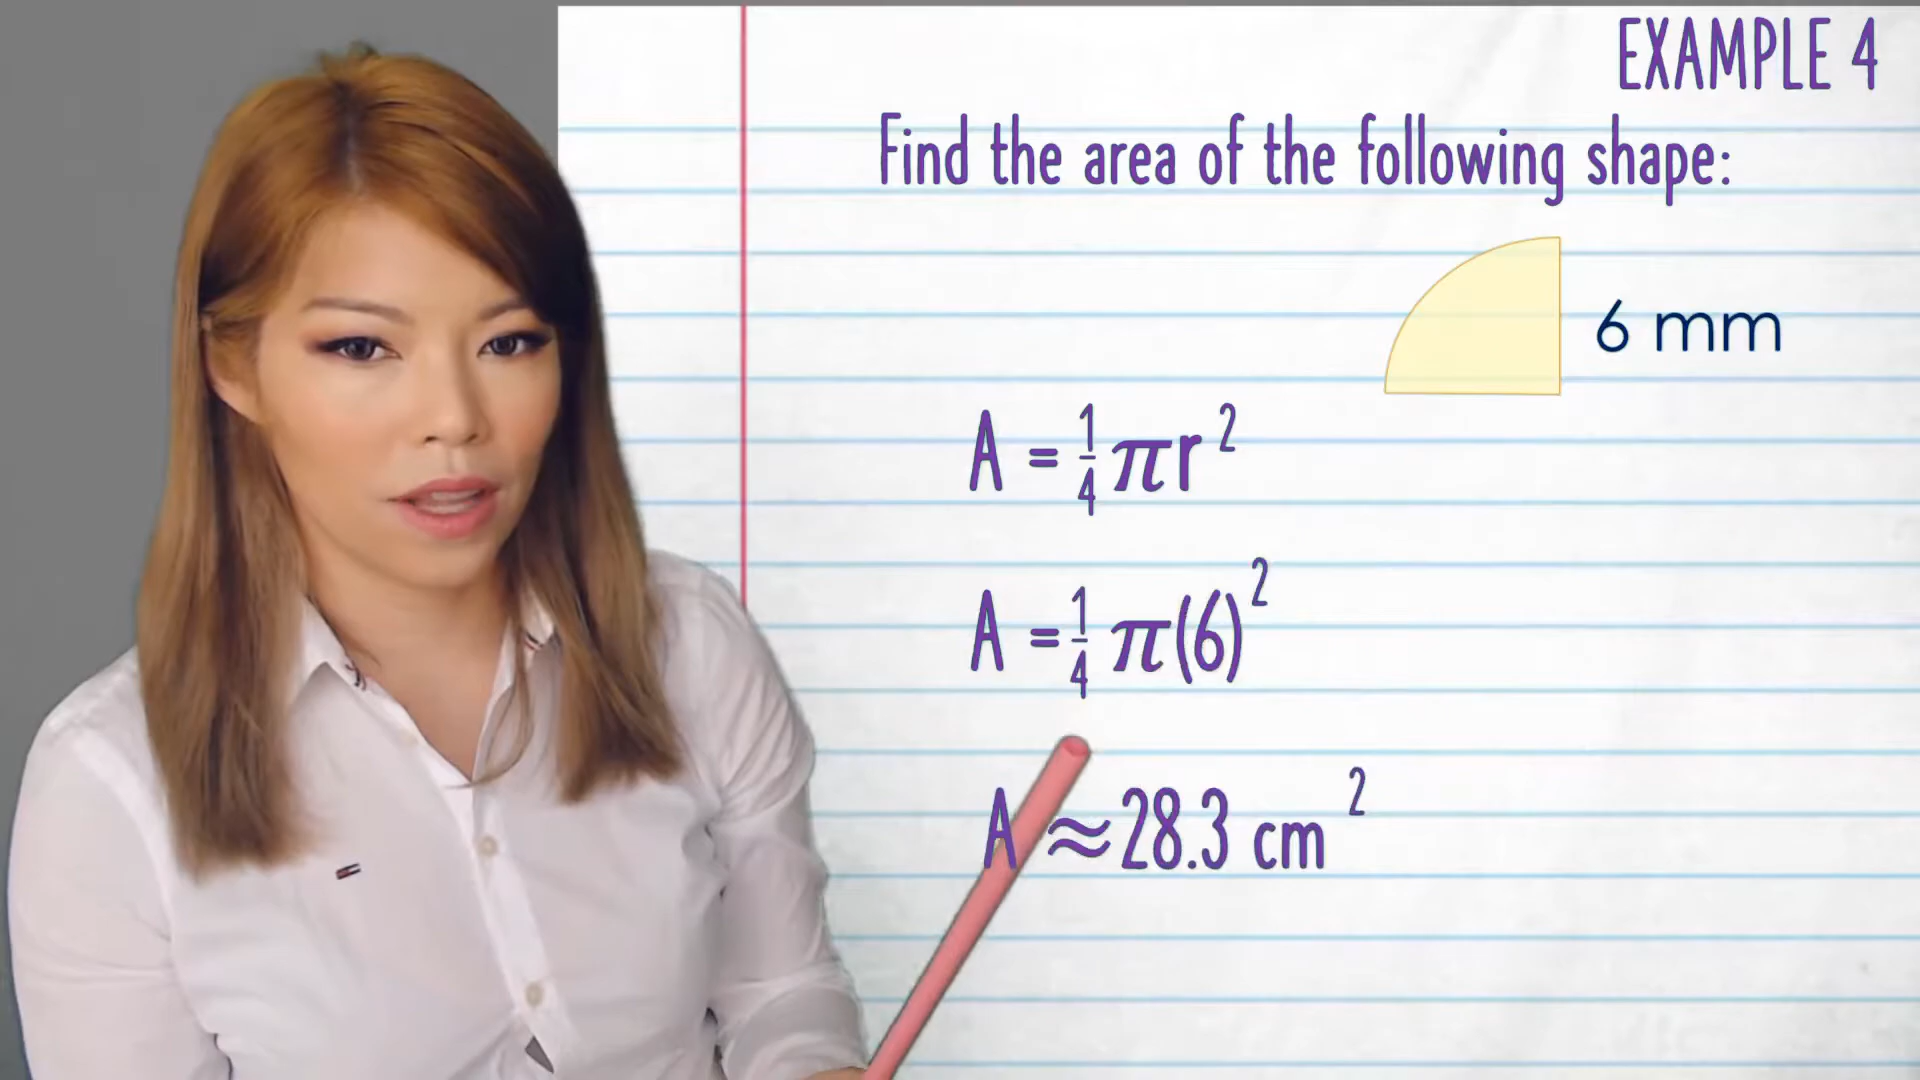 EXAMPLE 4
Find the area of the following shape:
6 mm
A = 1/4 πr²
A = 1/4 π(6)²
A ≈ 28.3 cm²